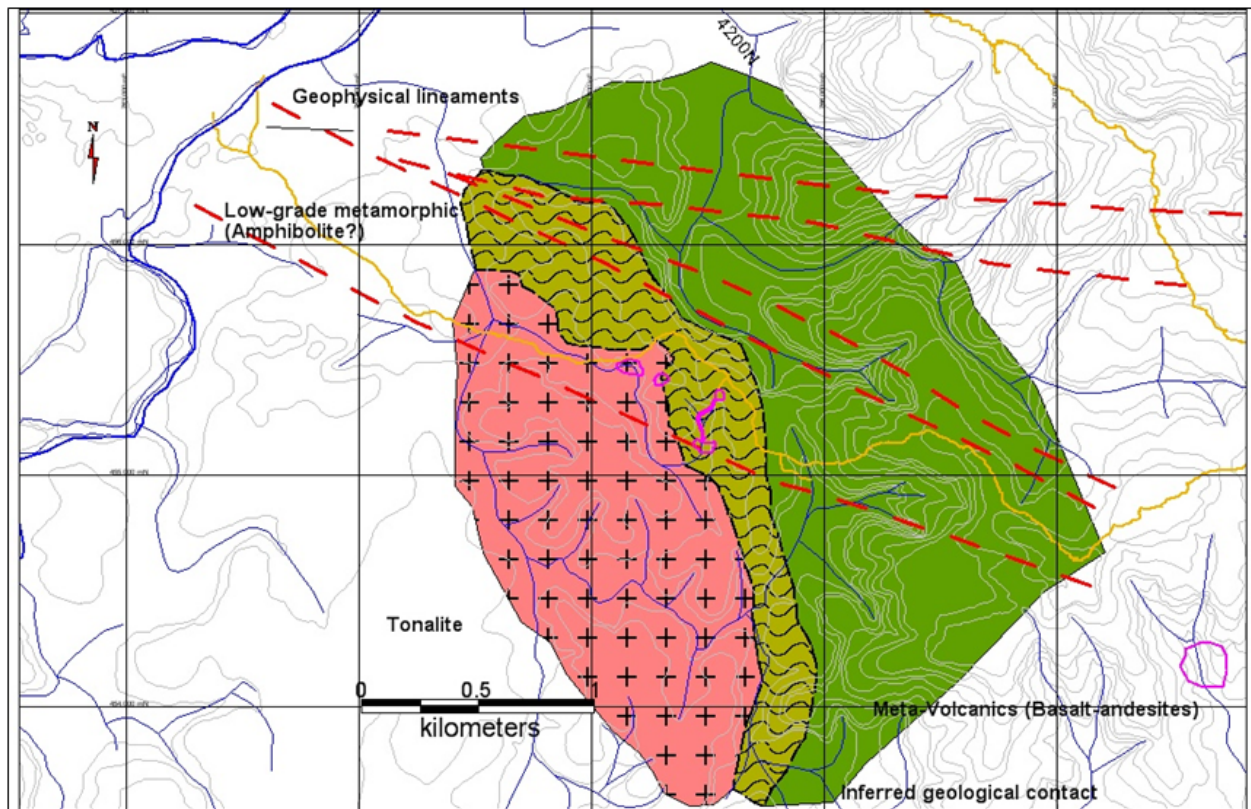 4200N
Geophysical lineaments
N
Low-grade metamorphic
(Amphibolite?)
Tonalite
0 0.5 1
kilometers
Meta-Volcanics (Basalt-andesites)
Inferred geological contact